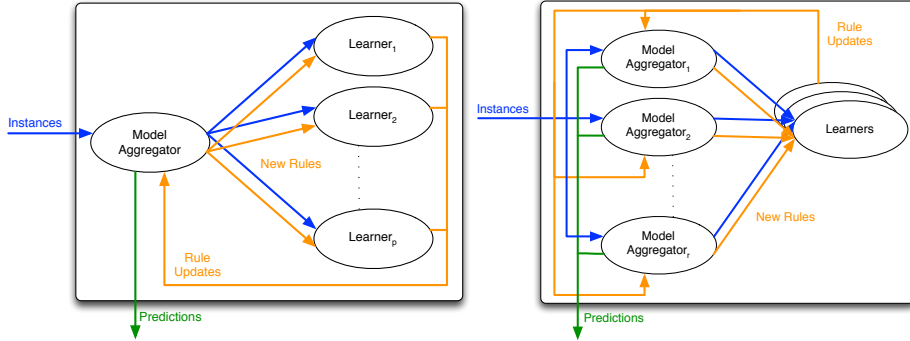 Learner1
Instances
Learner2
Model
Aggregator
New Rules
Learnerp
Rule
Updates
Predictions
Model
Aggregator1
Rule
Updates
Instances
Model
Aggregator2
Learners
New Rules
Model
Aggregatorr
Predictions